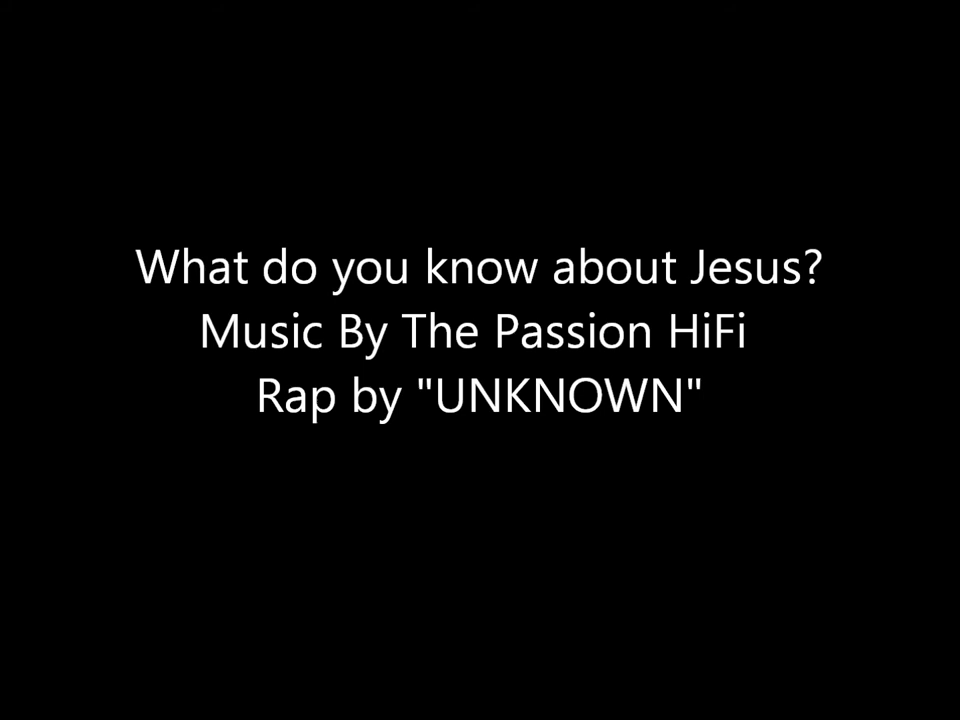 What do you know about Jesus?
Music By The Passion HiFi
Rap by "UNKNOWN"